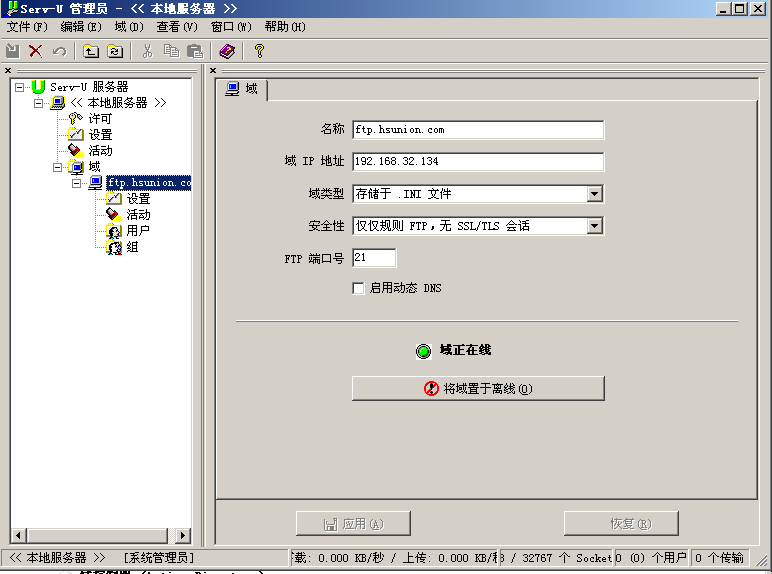 Serv-U 管理员 - << 本地服务器 >>
文件(F) 编辑(E) 域(D) 查看(V) 窗口(W) 帮助(H)
Serv-U 服务器
<< 本地服务器 >>
许可
设置
活动
域
ftp.hsunion.co
设置
活动
用户
组
域
名称 ftp.hsunion.com
域 IP 地址 192.168.32.134
域类型 存储于 .INI 文件
安全性 仅仅规则 FTP，无 SSL/TLS 会话
FTP 端口号 21
启用动态 DNS
域正在线
将域置于离线(O)
应用(A) 恢复(R)
<< 本地服务器 >> [系统管理员] 载: 0.000 KB/秒 / 上传: 0.000 KB/ / 32767 个 Socket 0 (0) 个用户 0 个传输